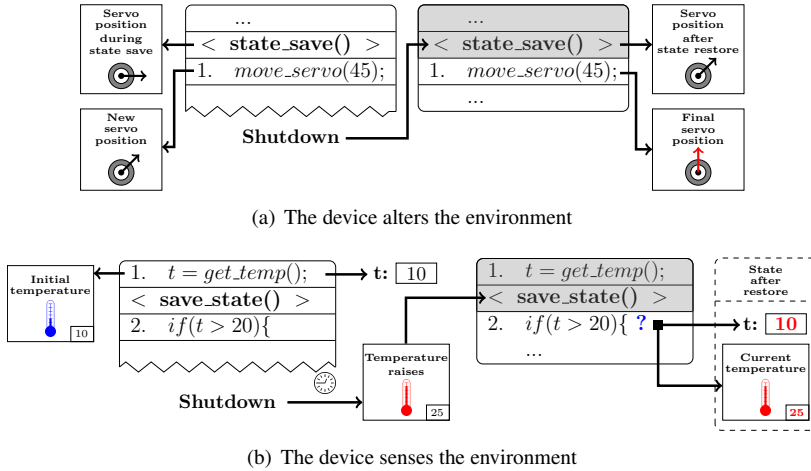 ...
...
Servo
position
during
state save
< state_save() >
< state_save() >
Servo
position
after
state restore
1. move_servo(45);
1. move_servo(45);
...
New
servo
position
Shutdown
Final
servo
position
(a) The device alters the environment
Initial
temperature
10
1. t = get_temp();
t: 10
< save_state() >
2. if(t > 20){
1. t = get_temp();
< save_state() >
2. if(t > 20){ ?
...
State
after
restore
t: 10
Temperature
raises
25
Shutdown
Current
temperature
25
(b) The device senses the environment